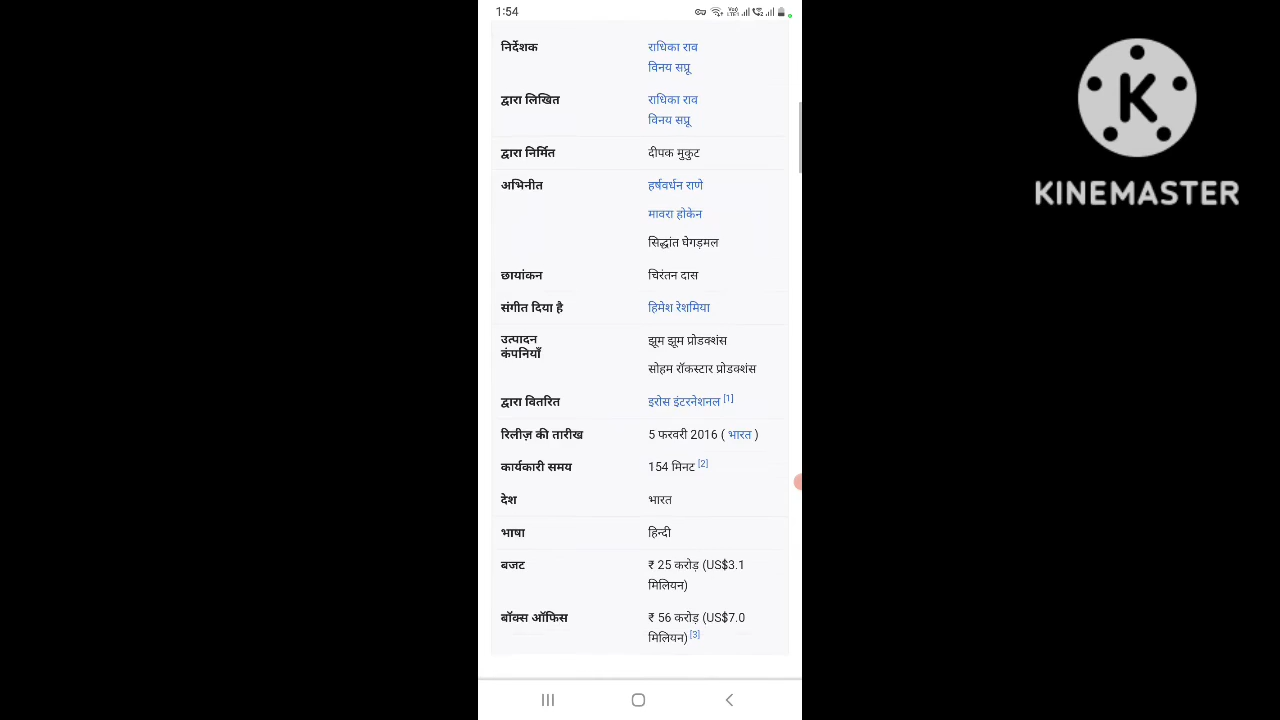 1:54
निर्देशक राधिका राव
विनय सप्रू
द्वारा लिखित राधिका राव
विनय सप्रू
द्वारा निर्मित दीपक मुकुट
अभिनीत हर्षवर्धन राणे
मावरा होकेन
सिद्धांत घेगड़मल
छायांकन चिरंतन दास
संगीत दिया है हिमेश रेशमिया
उत्पादन
कंपनियाँ
झूम झूम प्रोडक्शंस
सोहम रॉकस्टार प्रोडक्शंस
द्वारा वितरित इरोस इंटरनेशनल [1]
रिलीज़ की तारीख 5 फरवरी 2016 ( भारत )
कार्यकारी समय 154 मिनट [2]
देश भारत
भाषा हिन्दी
बजट ₹ 25 करोड़ (US$3.1
मिलियन)
बॉक्स ऑफिस ₹ 56 करोड़ (US$7.0
मिलियन) [3]
K
KINEMASTER